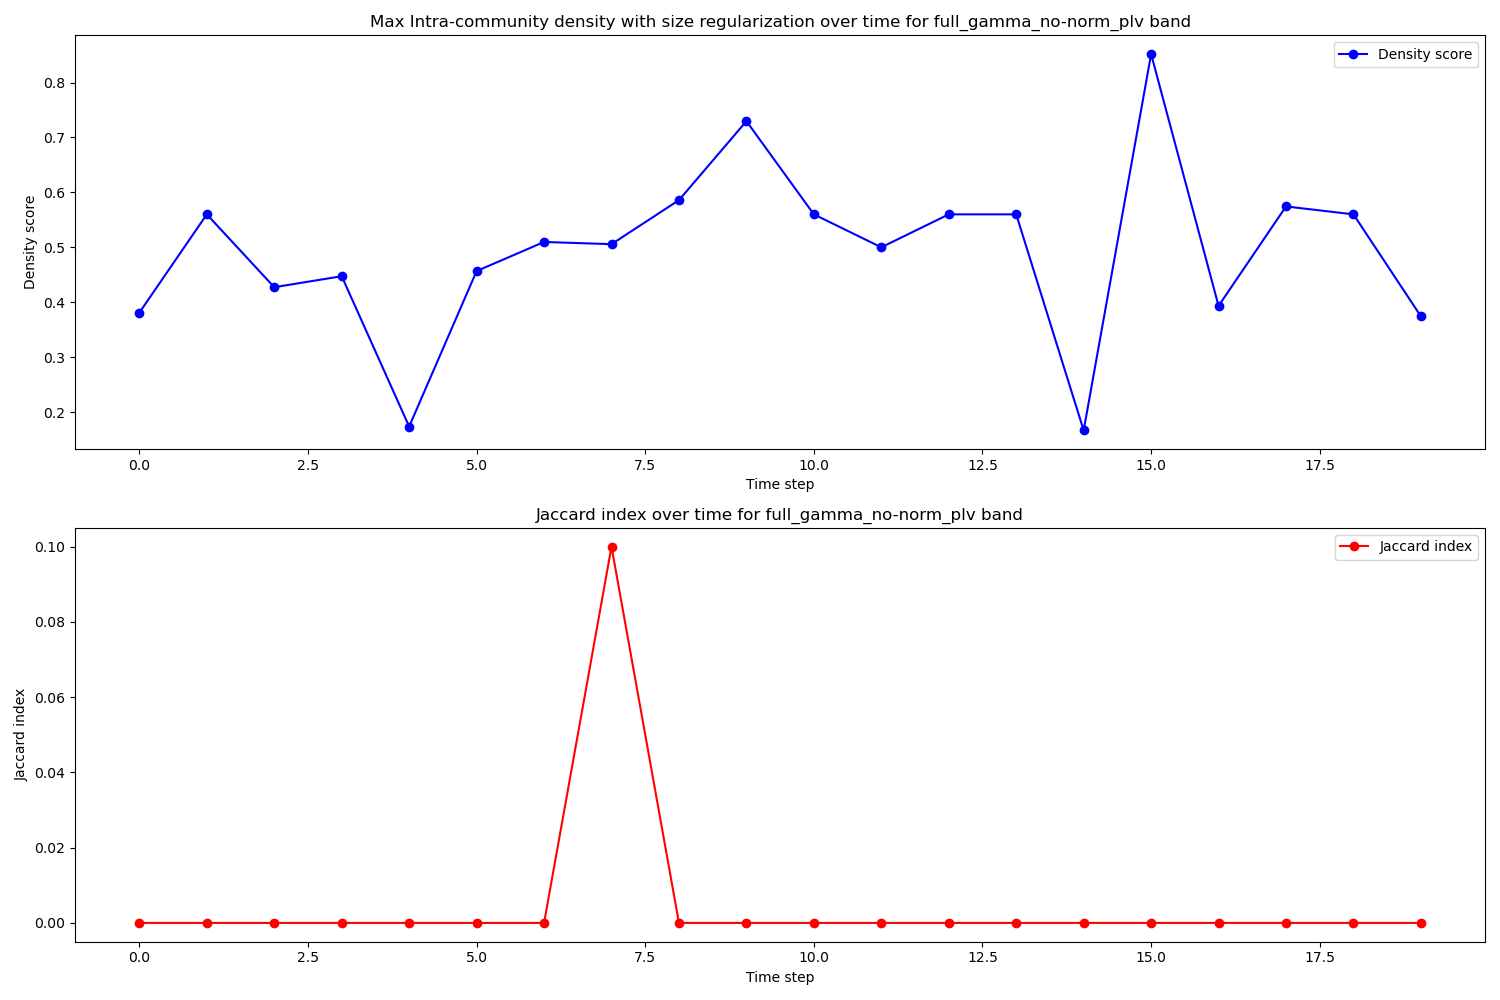 Max Intra-community density with size regularization over time for full_gamma_no-norm_plv band
Density score
0.8
0.7
0.6
0.5
0.4
0.3
0.2
Density score
0.0 2.5 5.0 7.5 10.0 12.5 15.0 17.5
Time step
Jaccard index over time for full_gamma_no-norm_plv band
Jaccard index
0.10
0.08
0.06
0.04
0.02
0.00
Jaccard index
0.0 2.5 5.0 7.5 10.0 12.5 15.0 17.5
Time step